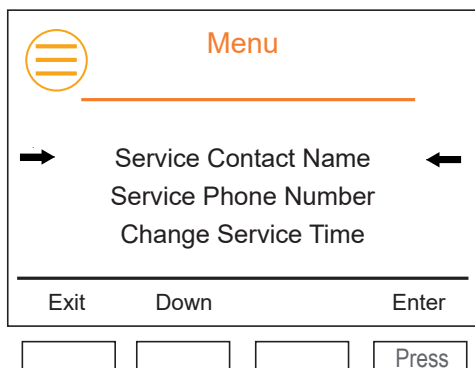 Menu
Service Contact Name
Service Phone Number
Change Service Time
Exit Down Enter
Press